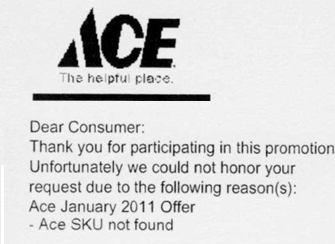 ACE
The helpful place.
Dear Consumer:
Thank you for participating in this promotion
Unfortunately we could not honor your
request due to the following reason(s):
Ace January 2011 Offer
- Ace SKU not found